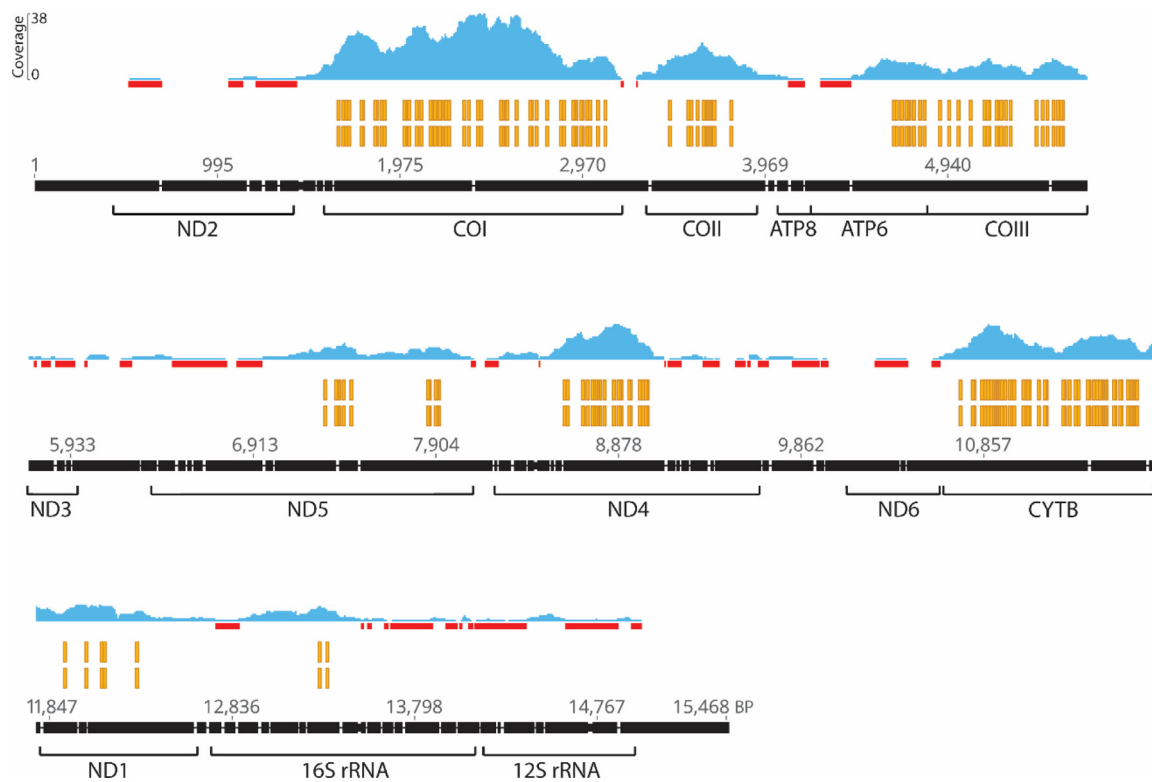 38
Coverage
0
1 995 1,975 2,970 3,969 4,940
ND2 COI COII ATP8 ATP6 COIII
5,933 6,913 7,904 8,878 9,862 10,857
ND3 ND5 ND4 ND6 CYTB
11,847 12,836 13,798 14,767 15,468 BP
ND1 16S rRNA 12S rRNA